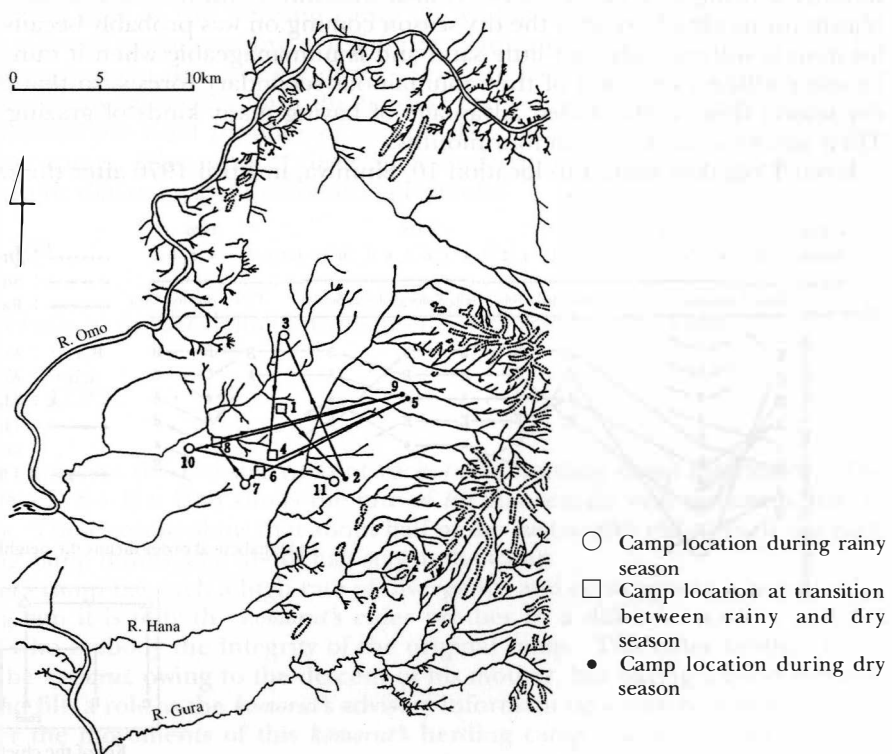 0 5 10km
R. Omo
3
9
5
1
8
4
10
6
7
11
2
R. Hana
R. Gura
Camp location during rainy
season
Camp location at transition
between rainy and dry
season
Camp location during dry
season